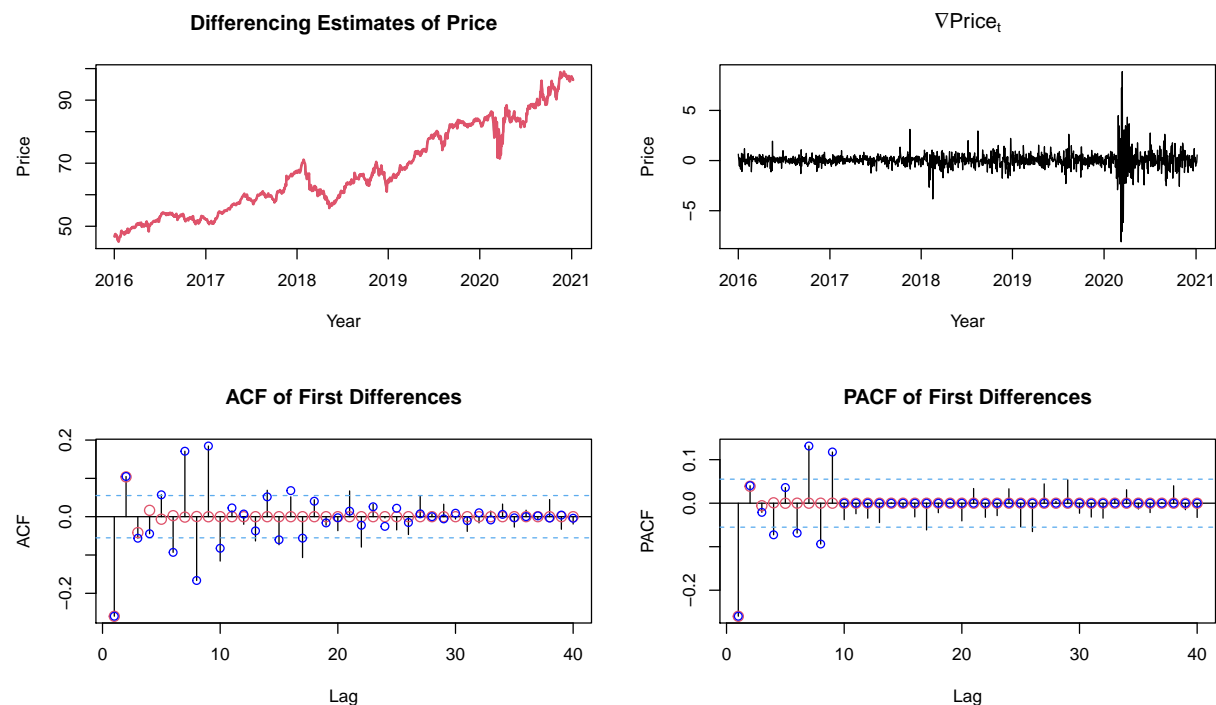 Differencing Estimates of Price
Price
90
70
50
2016 2017 2018 2019 2020 2021
Year
∇Priceₜ
Price
5
0
−5
2016 2017 2018 2019 2020 2021
Year
ACF of First Differences
ACF
0.2
0.0
−0.2
0 10 20 30 40
Lag
PACF of First Differences
PACF
0.1
0.0
−0.2
0 10 20 30 40
Lag